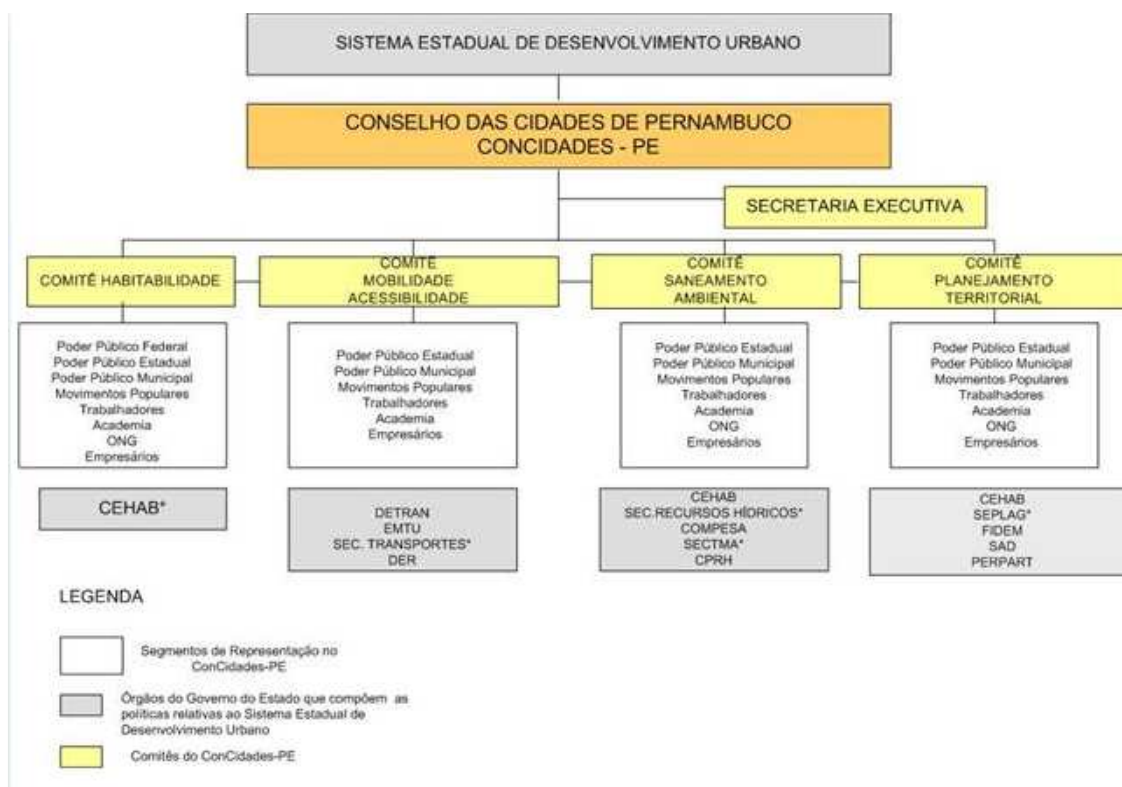 SISTEMA ESTADUAL DE DESENVOLVIMENTO URBANO
CONSELHO DAS CIDADES DE PERNAMBUCO
CONCIDADES - PE
SECRETARIA EXECUTIVA
COMITÊ HABITABILIDADE
COMITÊ
MOBILIDADE
ACESSIBILIDADE
COMITÊ
SANEAMENTO
AMBIENTAL
COMITÊ
PLANEJAMENTO
TERRITORIAL
Poder Público Federal
Poder Público Estadual
Poder Público Municipal
Movimentos Populares
Trabalhadores
Academia
ONG
Empresários
Poder Público Estadual
Poder Público Municipal
Movimentos Populares
Trabalhadores
Academia
Empresários
Poder Público Estadual
Poder Público Municipal
Movimentos Populares
Trabalhadores
Academia
ONG
Empresários
Poder Público Estadual
Poder Público Municipal
Movimentos Populares
Trabalhadores
Academia
ONG
Empresários
CEHAB*
DETRAN
EMTU
SEC. TRANSPORTES*
DER
CEHAB
SEC.RECURSOS HÍDRICOS*
COMPESA
SECTMA*
CPRH
CEHAB
SEPLAG*
FIDEM
SAD
PERPART
LEGENDA
Segmentos de Representação no
ConCidades-PE
Órgãos do Governo do Estado que compõem as
políticas relativas ao Sistema Estadual de
Desenvolvimento Urbano
Comitês do ConCidades-PE